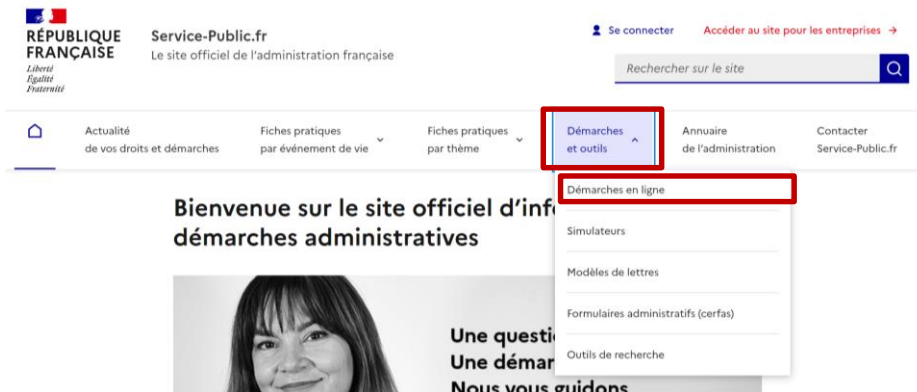 RÉPUBLIQUE
FRANÇAISE
Liberté
Égalité
Fraternité
Service-Public.fr
Le site officiel de l'administration française
Se connecter
Accéder au site pour les entreprises →
Rechercher sur le site
Actualité
de vos droits et démarches
Fiches pratiques
par événement de vie
Fiches pratiques
par thème
Démarches
et outils
Annuaire
de l'administration
Contacter
Service-Public.fr
Démarches en ligne
Simulateurs
Modèles de lettres
Formulaires administratifs (cerfas)
Outils de recherche
Bienvenue sur le site officiel d'inf
démarches administratives
Une questi
Une démar
Nous vous guidons